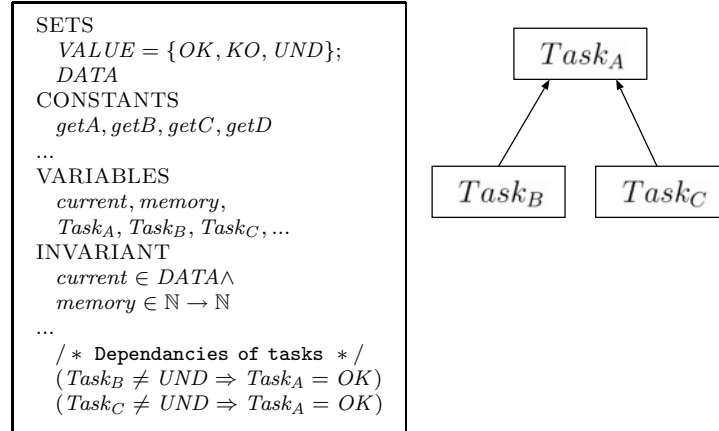 SETS
VALUE = {OK, KO, UND};
DATA
CONSTANTS
getA, getB, getC, getD
...
VARIABLES
current, memory,
Task_A, Task_B, Task_C, ...
INVARIANT
current ∈ DATA∧
memory ∈ ℕ → ℕ
...
/ * Dependancies of tasks * /
(Task_B ≠ UND ⇒ Task_A = OK)
(Task_C ≠ UND ⇒ Task_A = OK)
Task_A
Task_B
Task_C